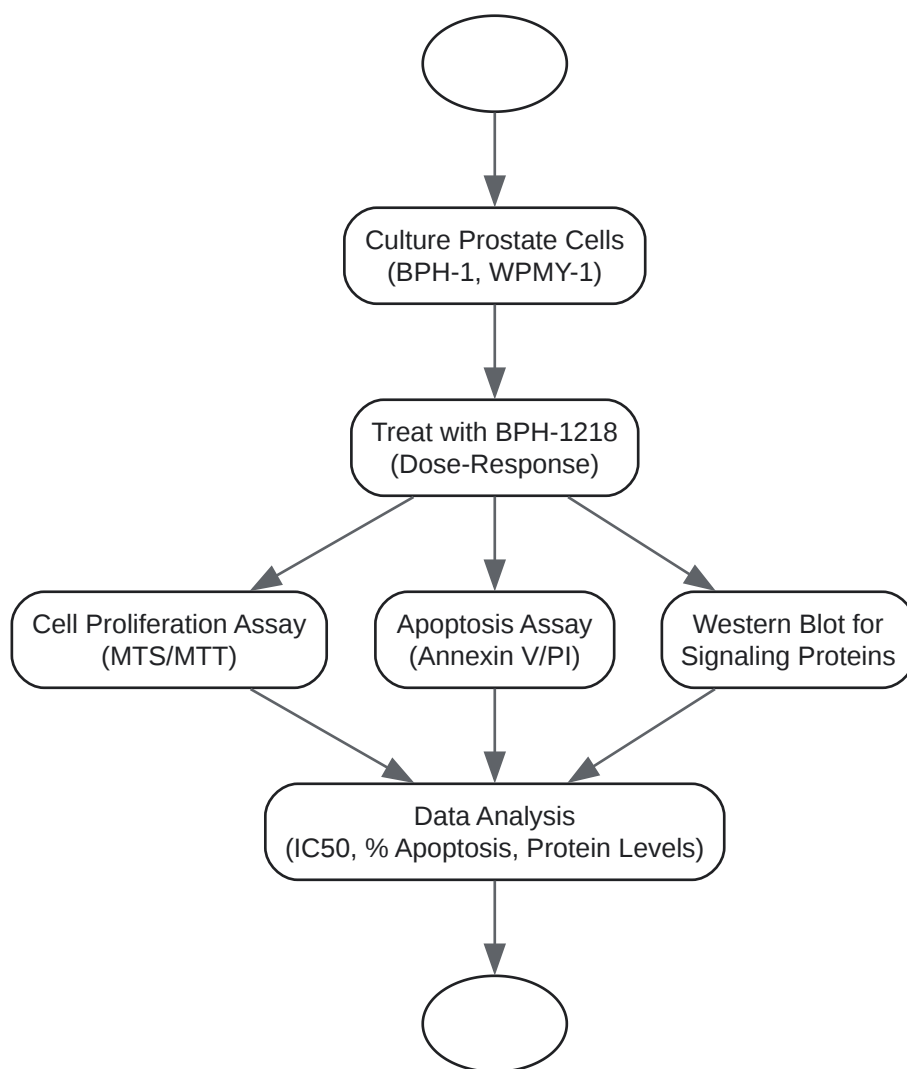 Culture Prostate Cells
(BPH-1, WPMY-1)
Treat with BPH-1218
(Dose-Response)
Cell Proliferation Assay
(MTS/MTT)
Apoptosis Assay
(Annexin V/PI)
Western Blot for
Signaling Proteins
Data Analysis
(IC50, % Apoptosis, Protein Levels)